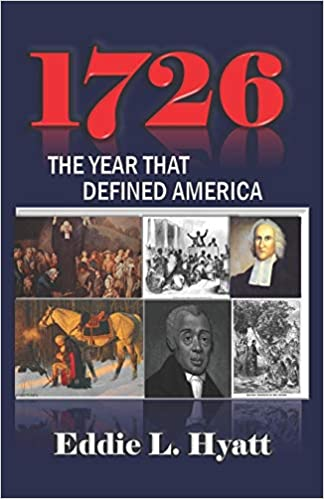 1726
THE YEAR THAT
DEFINED AMERICA
Eddie L. Hyatt